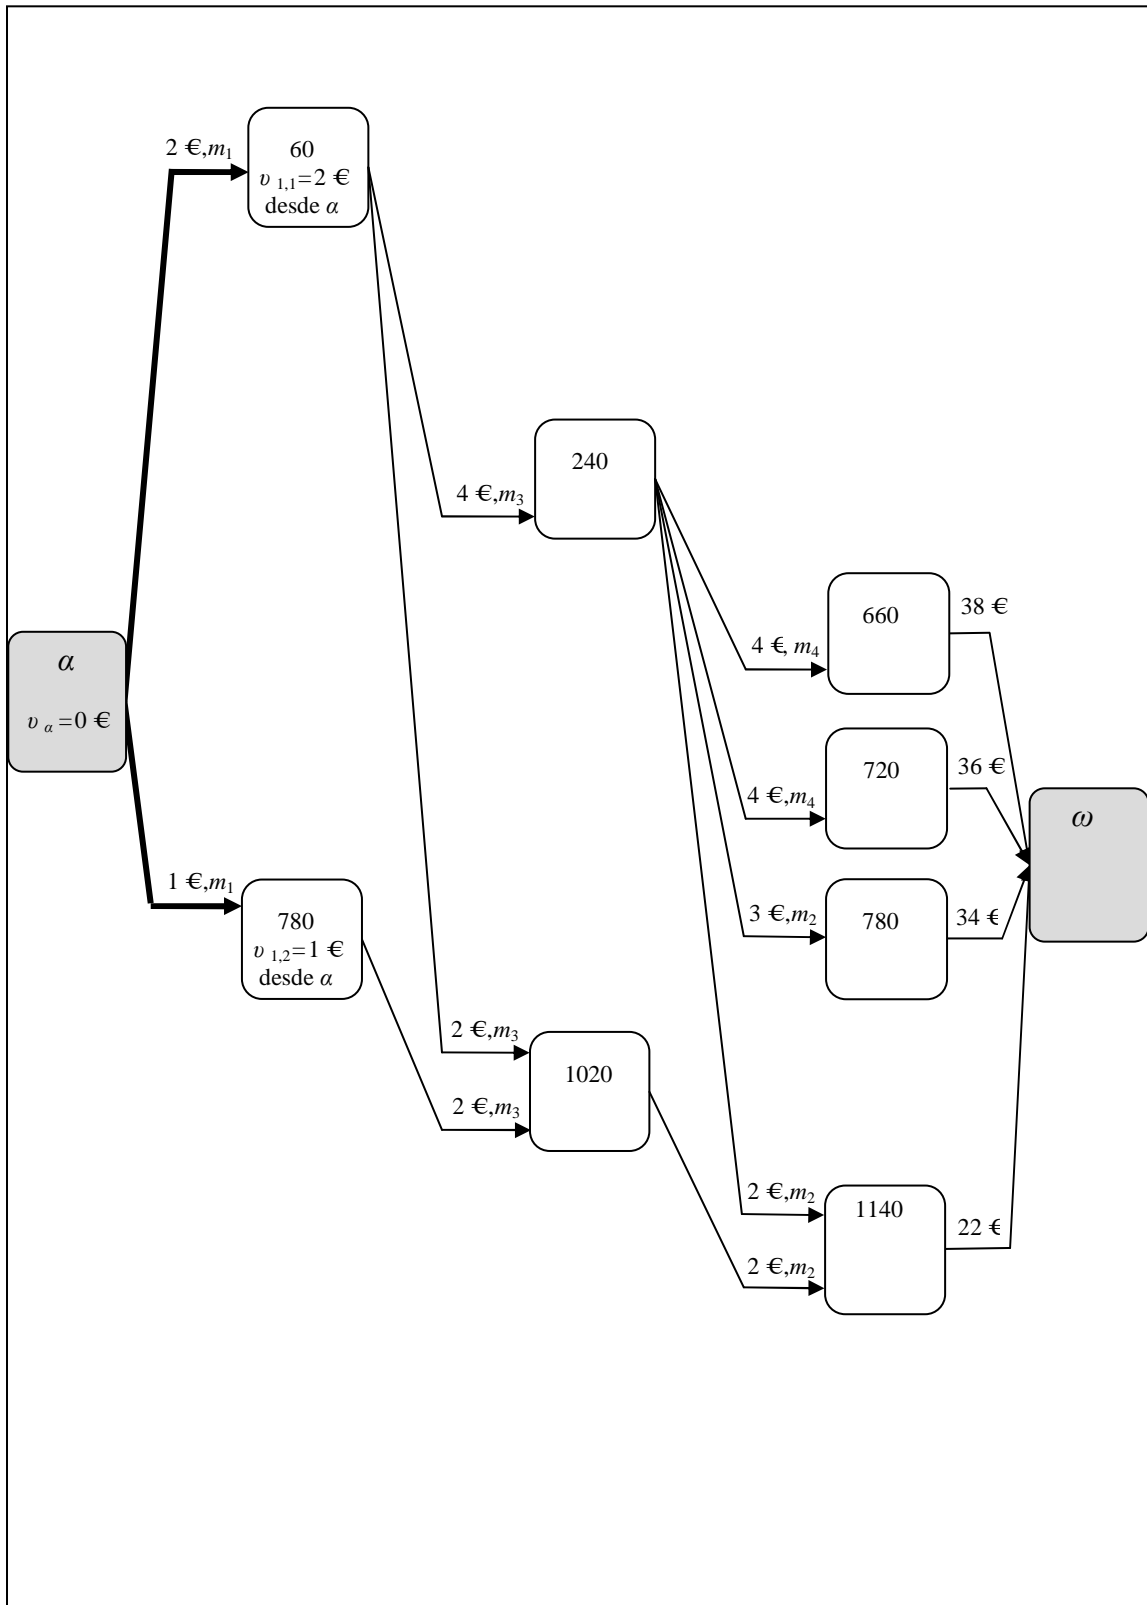 2 €,m₁
60
υ ₁,₁=2 €
desde α
240
4 €,m₃
660
38 €
4 €, m₄
α
υ α =0 €
720
36 €
4 €,m₄
ω
1 €,m₁
780
υ ₁,₂=1 €
desde α
780
3 €,m₂
34 €
2 €,m₃
1020
2 €,m₃
2 €,m₂
1140
22 €
2 €,m₂